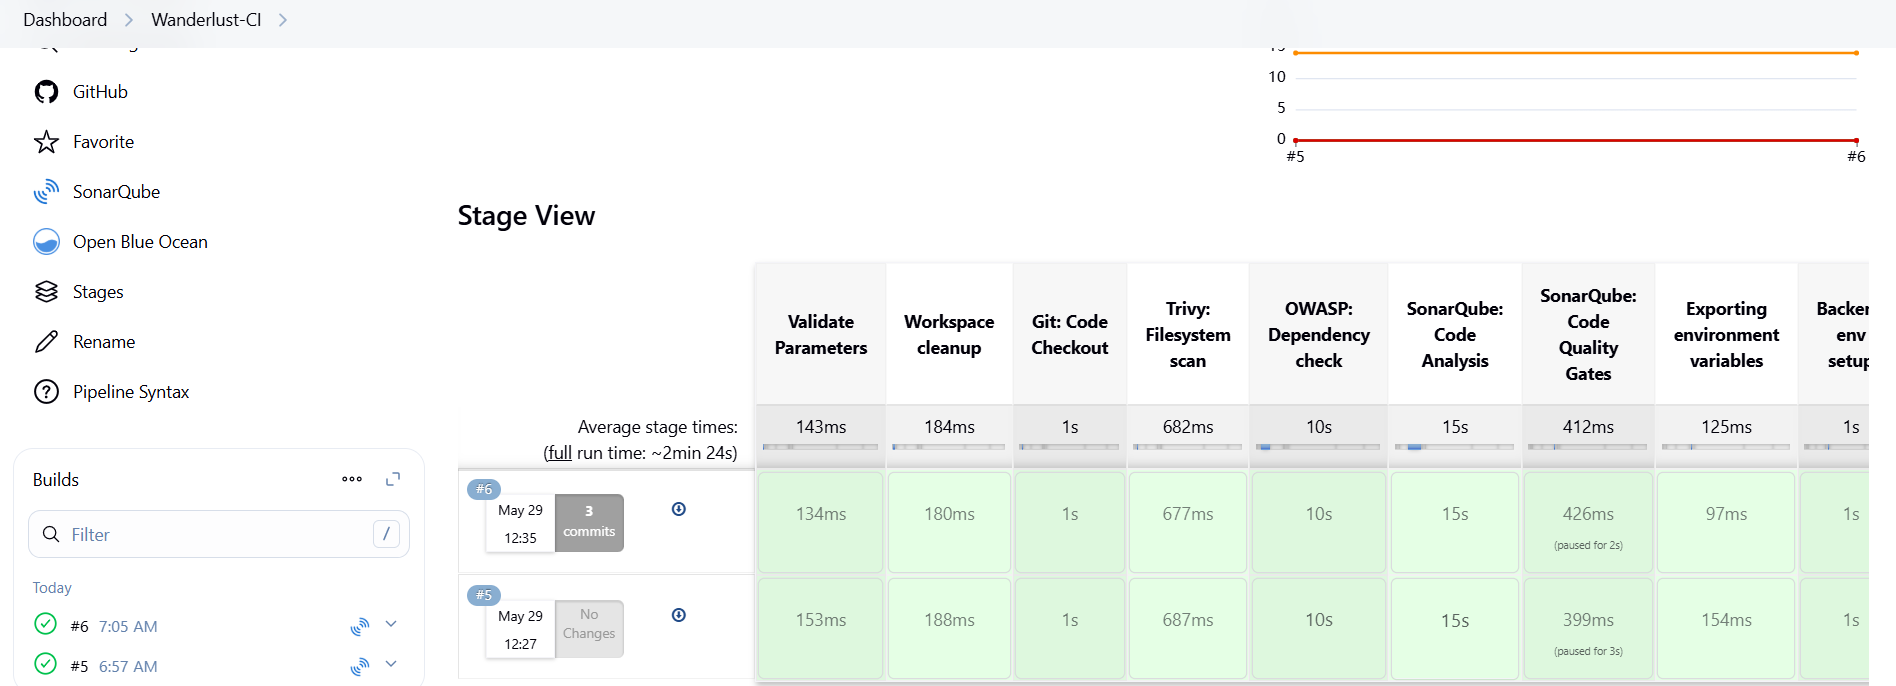 Dashboard
Wanderlust-CI
GitHub
Favorite
SonarQube
Open Blue Ocean
Stages
Rename
Pipeline Syntax
Builds
Filter
/
Today
#6 7:05 AM
#5 6:57 AM
10
5
0
#5
#6
Stage View
Validate
Parameters
Workspace
cleanup
Git: Code
Checkout
Trivy:
Filesystem
scan
OWASP:
Dependency
check
SonarQube:
Code
Analysis
SonarQube:
Code
Quality
Gates
Exporting
environment
variables
env
Average stage times:
(full run time: ~2min 24s)
143ms
184ms
1s
682ms
10s
15s
412ms
125ms
1s
#6
May 29
12:35
3
commits
134ms
180ms
1s
677ms
10s
15s
426ms
(paused for 2s)
97ms
1s
#5
May 29
12:27
No
Changes
153ms
188ms
1s
687ms
10s
15s
399ms
(paused for 3s)
154ms
1s